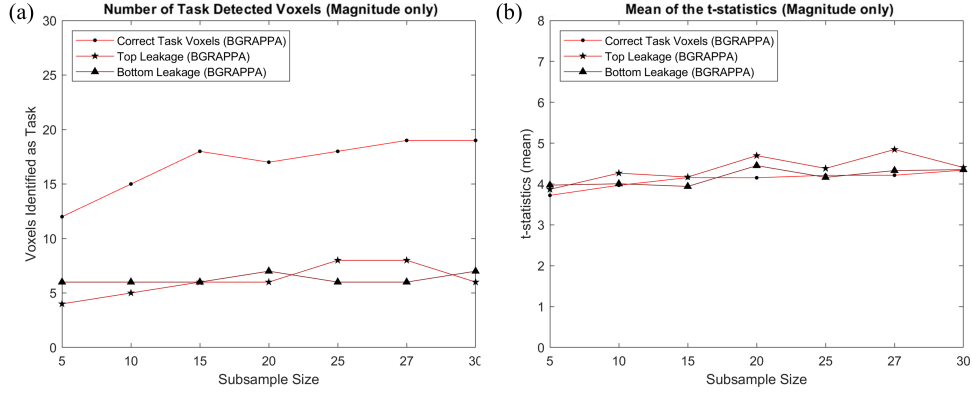 (a)
Number of Task Detected Voxels (Magnitude only)
Correct Task Voxels (BGRAPPA)
Top Leakage (BGRAPPA)
Bottom Leakage (BGRAPPA)
Voxels Identified as Task
30
25
20
15
10
5
0
5 10 15 20 25 27 30
Subsample Size
(b)
Mean of the t-statistics (Magnitude only)
Correct Task Voxels (BGRAPPA)
Top Leakage (BGRAPPA)
Bottom Leakage (BGRAPPA)
t-statistics (mean)
8
7
6
5
4
3
2
1
0
5 10 15 20 25 27 30
Subsample Size